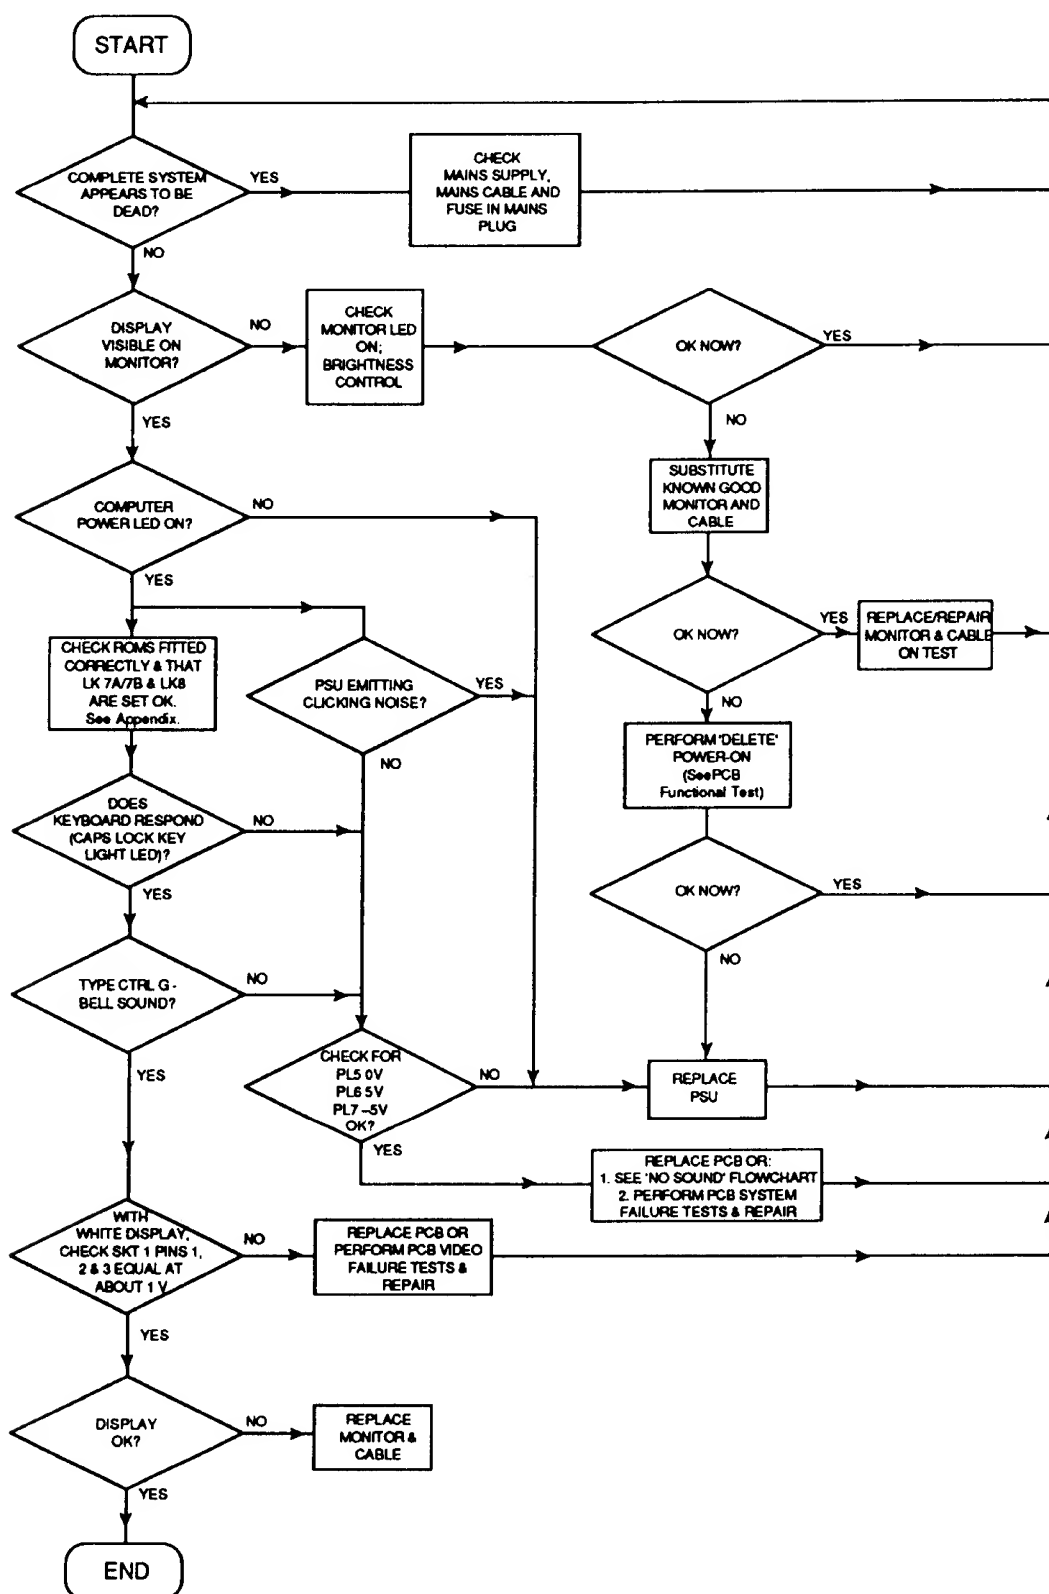 START
COMPLETE SYSTEM
APPEARS TO BE
DEAD?
YES
CHECK
MAINS SUPPLY,
MAINS CABLE AND
FUSE IN MAINS
PLUG
NO
DISPLAY
VISIBLE ON
MONITOR?
NO
CHECK
MONITOR LED
ON;
BRIGHTNESS
CONTROL
OK NOW?
YES
YES
NO
SUBSTITUTE
KNOWN GOOD
MONITOR AND
CABLE
COMPUTER
POWER LED ON?
NO
YES
OK NOW?
YES
REPLACE/REPAIR
MONITOR & CABLE
ON TEST
CHECK ROMS FITTED
CORRECTLY & THAT
LK 7A/7B & LK8
ARE SET OK.
See Appendix.
PSU EMITTING
CLICKING NOISE?
YES
NO
NO
PERFORM 'DELETE'
POWER-ON
(See PCB
Functional Test)
DOES
KEYBOARD RESPOND
(CAPS LOCK KEY
LIGHT LED)?
NO
YES
OK NOW?
YES
NO
TYPE CTRL G -
BELL SOUND?
NO
YES
CHECK FOR
PL5 0V
PL6 5V
PL7 –5V
OK?
NO
REPLACE
PSU
YES
REPLACE PCB OR:
1. SEE 'NO SOUND' FLOWCHART
2. PERFORM PCB SYSTEM
FAILURE TESTS & REPAIR
WITH
WHITE DISPLAY,
CHECK SKT 1 PINS 1,
2 & 3 EQUAL AT
ABOUT 1 V
NO
REPLACE PCB OR
PERFORM PCB VIDEO
FAILURE TESTS &
REPAIR
YES
DISPLAY
OK?
NO
REPLACE
MONITOR &
CABLE
YES
END